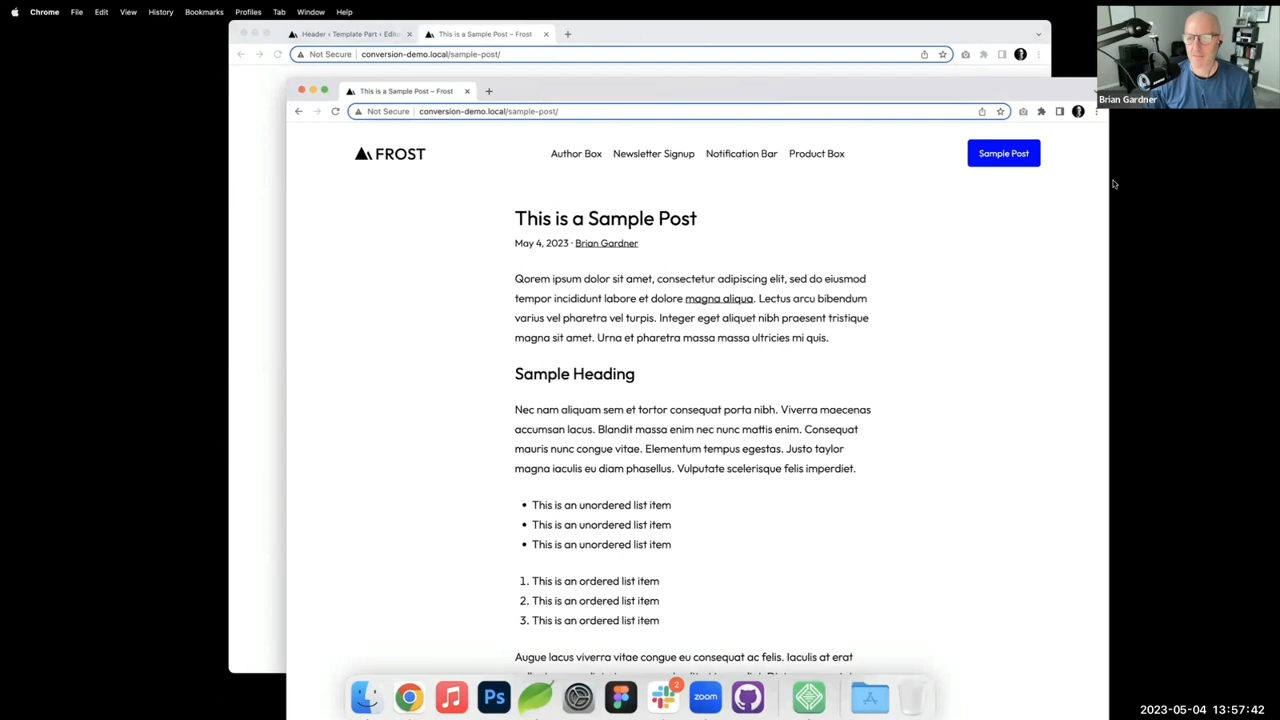 Chrome File Edit View History Bookmarks Profiles Tab Window Help
Header ‹ Template Part ‹ Edito
This is a Sample Post – Frost
Not Secure conversion-demo.local/sample-post/
This is a Sample Post – Frost
Not Secure conversion-demo.local/sample-post/
Brian Gardner
FROST
Author Box Newsletter Signup Notification Bar Product Box
Sample Post
This is a Sample Post
May 4, 2023 · Brian Gardner
Qorem ipsum dolor sit amet, consectetur adipiscing elit, sed do eiusmod
tempor incididunt labore et dolore magna aliqua. Lectus arcu bibendum
varius vel pharetra vel turpis. Integer eget aliquet nibh praesent tristique
magna sit amet. Urna et pharetra massa massa ultricies mi quis.
Sample Heading
Nec nam aliquam sem et tortor consequat porta nibh. Viverra maecenas
accumsan lacus. Blandit massa enim nec nunc mattis enim. Consequat
mauris nunc congue vitae. Elementum tempus egestas. Justo taylor
magna iaculis eu diam phasellus. Vulputate scelerisque felis imperdiet.
• This is an unordered list item
• This is an unordered list item
• This is an unordered list item
1. This is an ordered list item
2. This is an ordered list item
3. This is an ordered list item
Augue lacus viverra vitae congue eu consequat ac felis. Iaculis at erat
Ps
2
zoom
2023-05-04 13:57:42